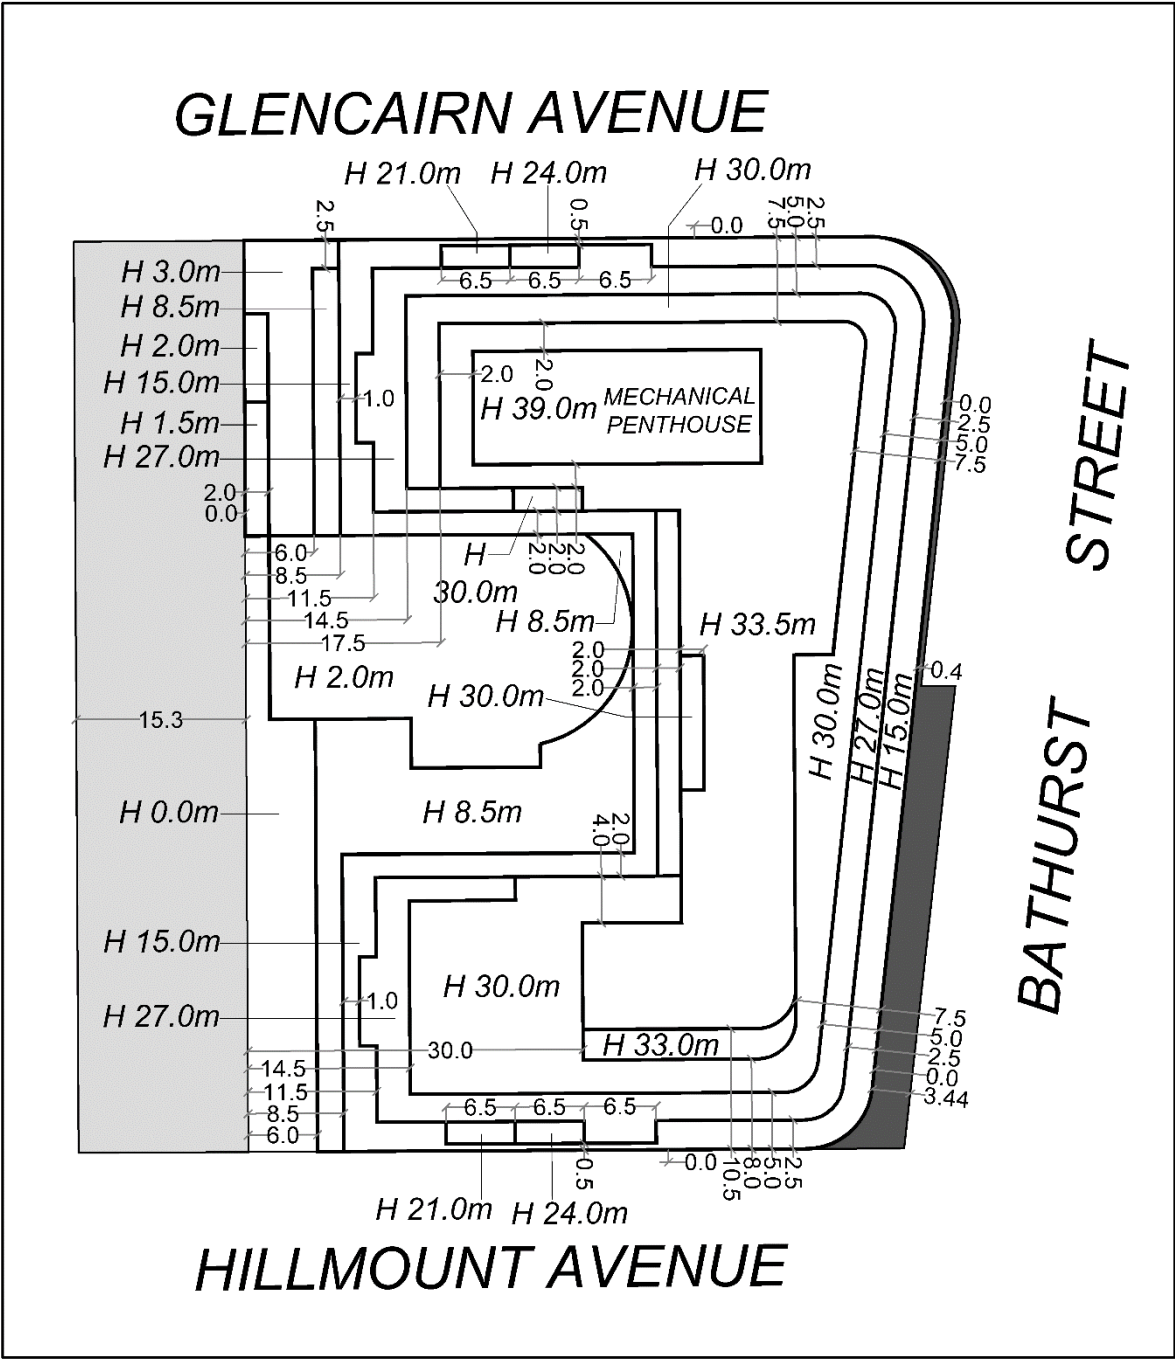 GLENCAIRN AVENUE
H 21.0m
H 24.0m
H 30.0m
2.5
0.5
0.0
7.5
5.0
2.5
H 3.0m
6.5
6.5
6.5
H 8.5m
H 2.0m
H 15.0m
1.0
2.0
2.0
H 39.0m
MECHANICAL
PENTHOUSE
0.0
2.5
5.0
7.5
H 1.5m
H 27.0m
2.0
0.0
STREET
6.0
8.5
11.5
14.5
17.5
H
30.0m
2.0
2.0
2.0
H 8.5m
H 33.5m
2.0
2.0
2.0
H 2.0m
H 30.0m
0.4
H 30.0m
H 27.0m
H 15.0m
15.3
BATHURST
H 0.0m
H 8.5m
4.0
2.0
H 15.0m
H 30.0m
1.0
H 27.0m
30.0
H 33.0m
7.5
5.0
2.5
0.0
3.44
14.5
11.5
8.5
6.0
6.5
6.5
6.5
0.5
0.0
10.5
8.0
5.0
2.5
H 21.0m
H 24.0m
HILLMOUNT AVENUE